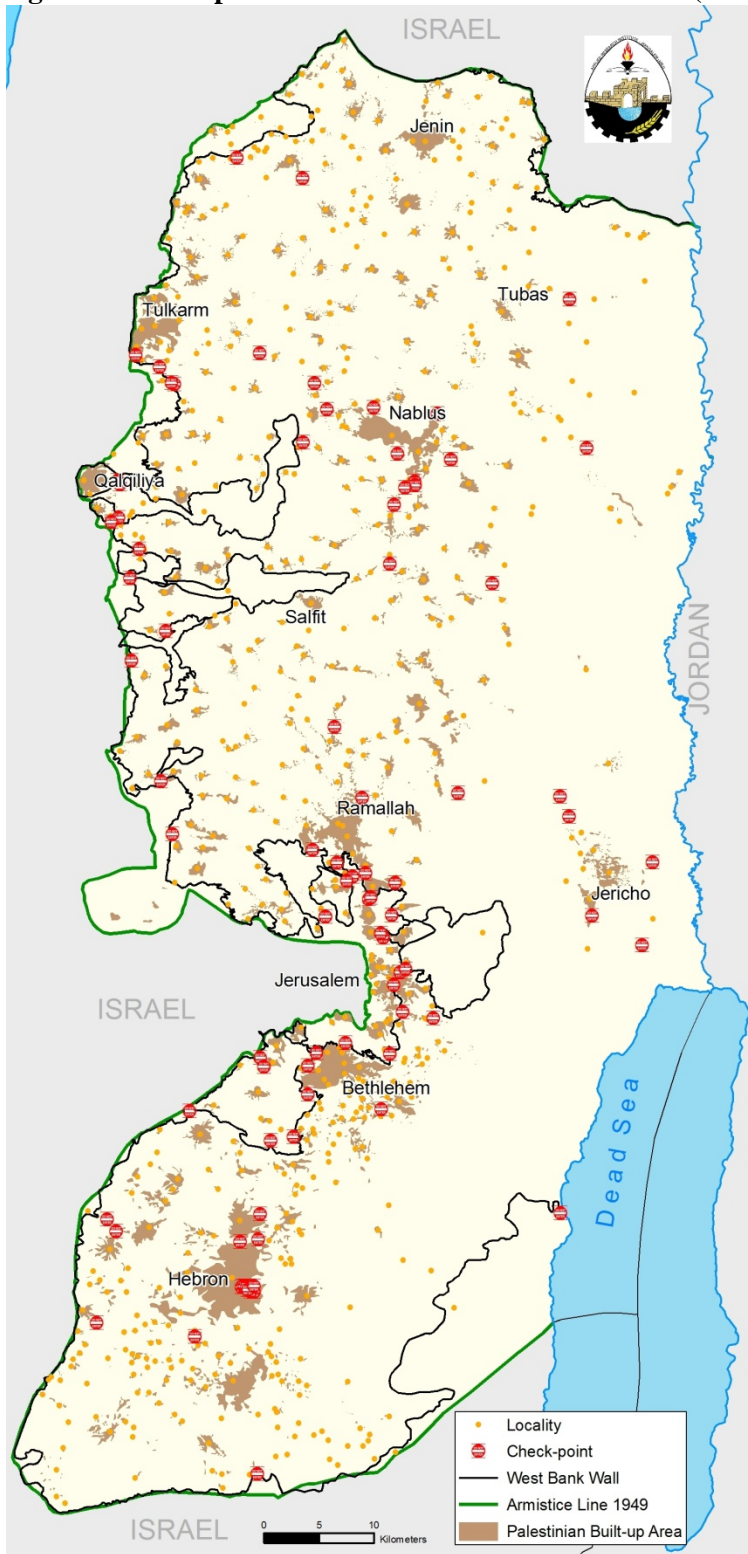 ISRAEL
Jenin
Tubas
Tulkarm
Nablus
Qalqiliya
Salfit
JORDAN
Ramallah
Jericho
Jerusalem
ISRAEL
Bethlehem
Dead Sea
Hebron
Locality
Check-point
West Bank Wall
Armistice Line 1949
Palestinian Built-up Area
ISRAEL
0 5 10
Kilometers